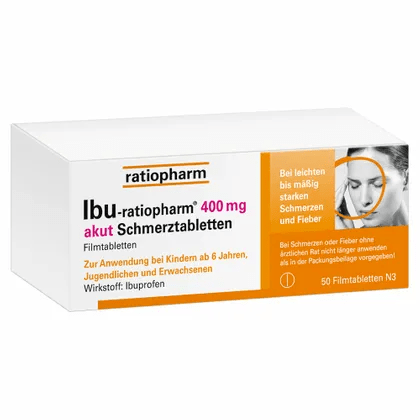 ratiopharm
Ibu-ratiopharm® 400 mg
akut Schmerztabletten
Filmtabletten
Zur Anwendung bei Kindern ab 6 Jahren,
Jugendlichen und Erwachsenen
Wirkstoff: Ibuprofen
Bei leichten
bis mäßig
starken
Schmerzen
und Fieber
Bei Schmerzen oder Fieber ohne
ärztlichen Rat nicht länger anwenden
als in der Packungsbeilage vorgegeben!
50 Filmtabletten N3